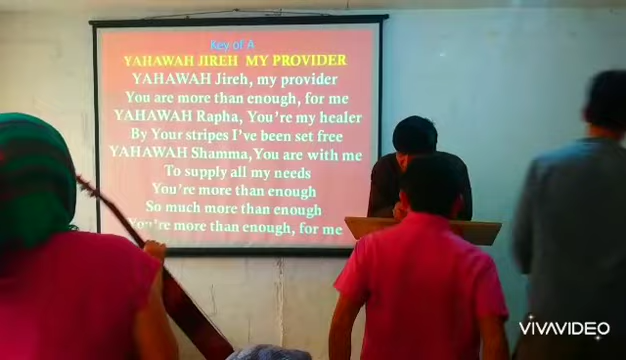 Key of A
YAHAWAH JIREH MY PROVIDER
YAHAWAH Jireh, my provider
You are more than enough, for me
YAHAWAH Rapha, You're my healer
By Your stripes I've been set free
YAHAWAH Shamma,You are with me
To supply all my needs
You're more than enough
So much more than enough
You're more than enough, for me
VIVAVIDEO